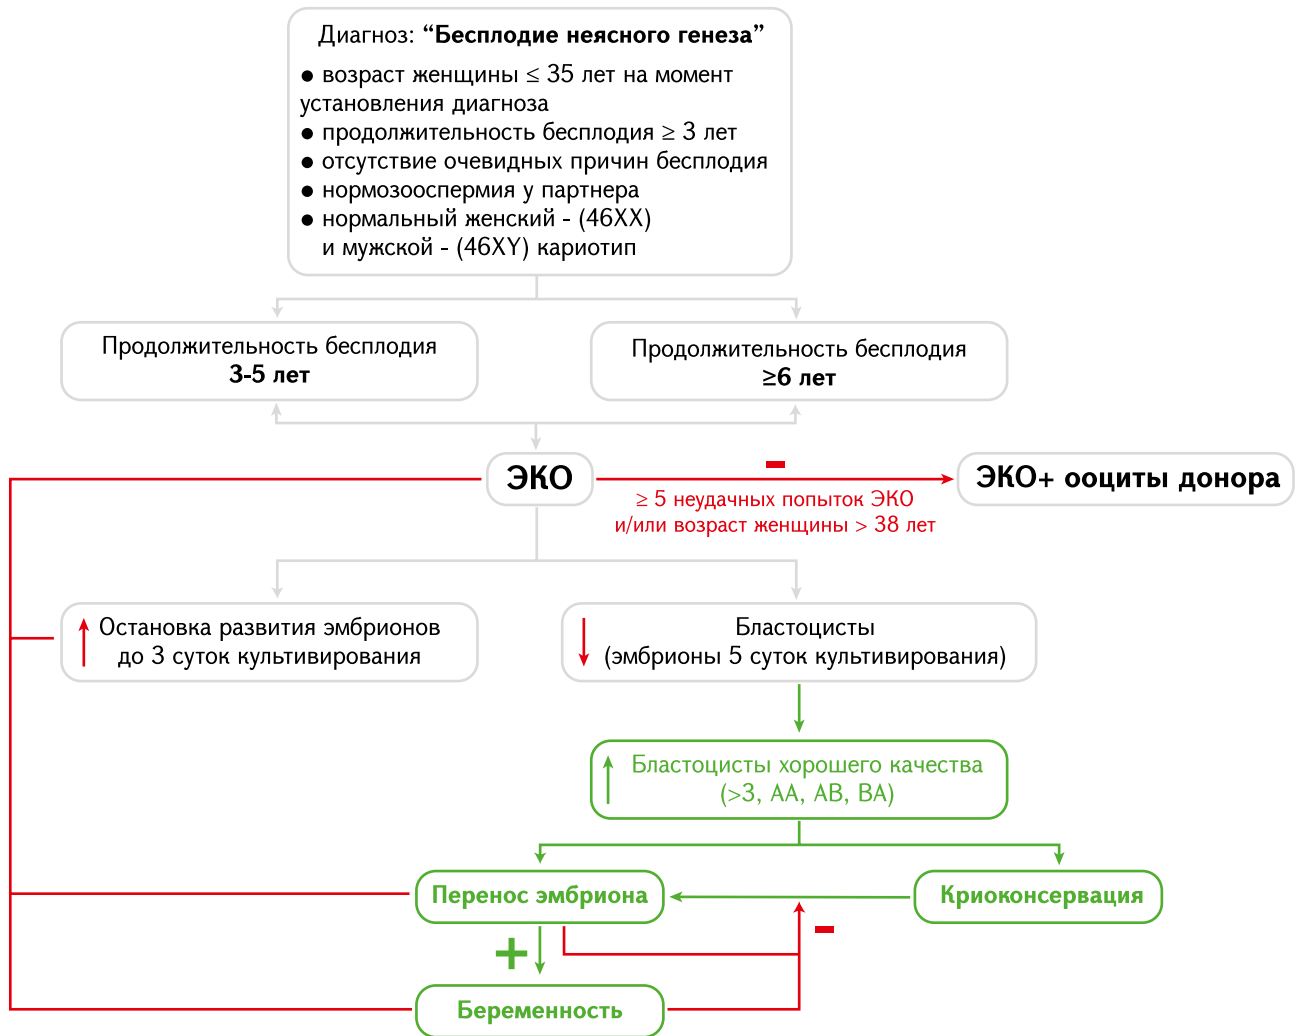 Диагноз: “Бесплодие неясного генеза”
● возраст женщины ≤ 35 лет на момент
установления диагноза
● продолжительность бесплодия ≥ 3 лет
● отсутствие очевидных причин бесплодия
● нормозооспермия у партнера
● нормальный женский - (46XX)
и мужской - (46XY) кариотип
Продолжительность бесплодия
3-5 лет
Продолжительность бесплодия
≥6 лет
ЭКО
-
≥ 5 неудачных попыток ЭКО
и/или возраст женщины > 38 лет
ЭКО+ ооциты донора
Остановка развития эмбрионов
до 3 суток культивирования
Бластоцисты
(эмбрионы 5 суток культивирования)
Бластоцисты хорошего качества
(>3, AA, AB, BA)
Перенос эмбриона
Криоконсервация
+
-
Беременность